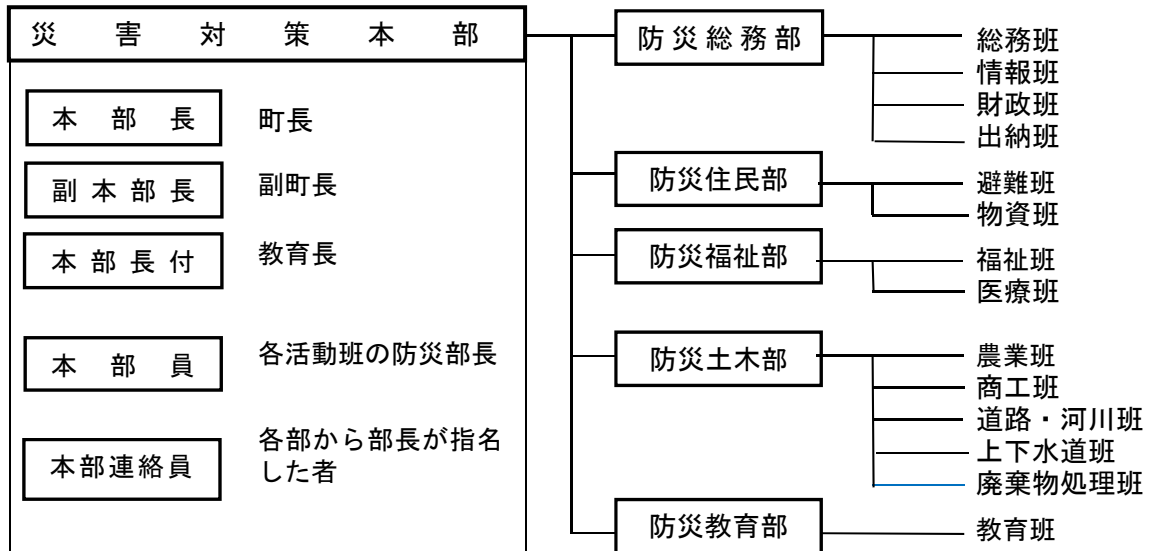 災害対策本部
本部長
町長
副本部長
副町長
本部長付
教育長
本部員
各活動班の防災部長
本部連絡員
各部から部長が指名
した者
防災総務部
総務班
情報班
財政班
出納班
防災住民部
避難班
物資班
防災福祉部
福祉班
医療班
防災土木部
農業班
商工班
道路・河川班
上下水道班
廃棄物処理班
防災教育部
教育班